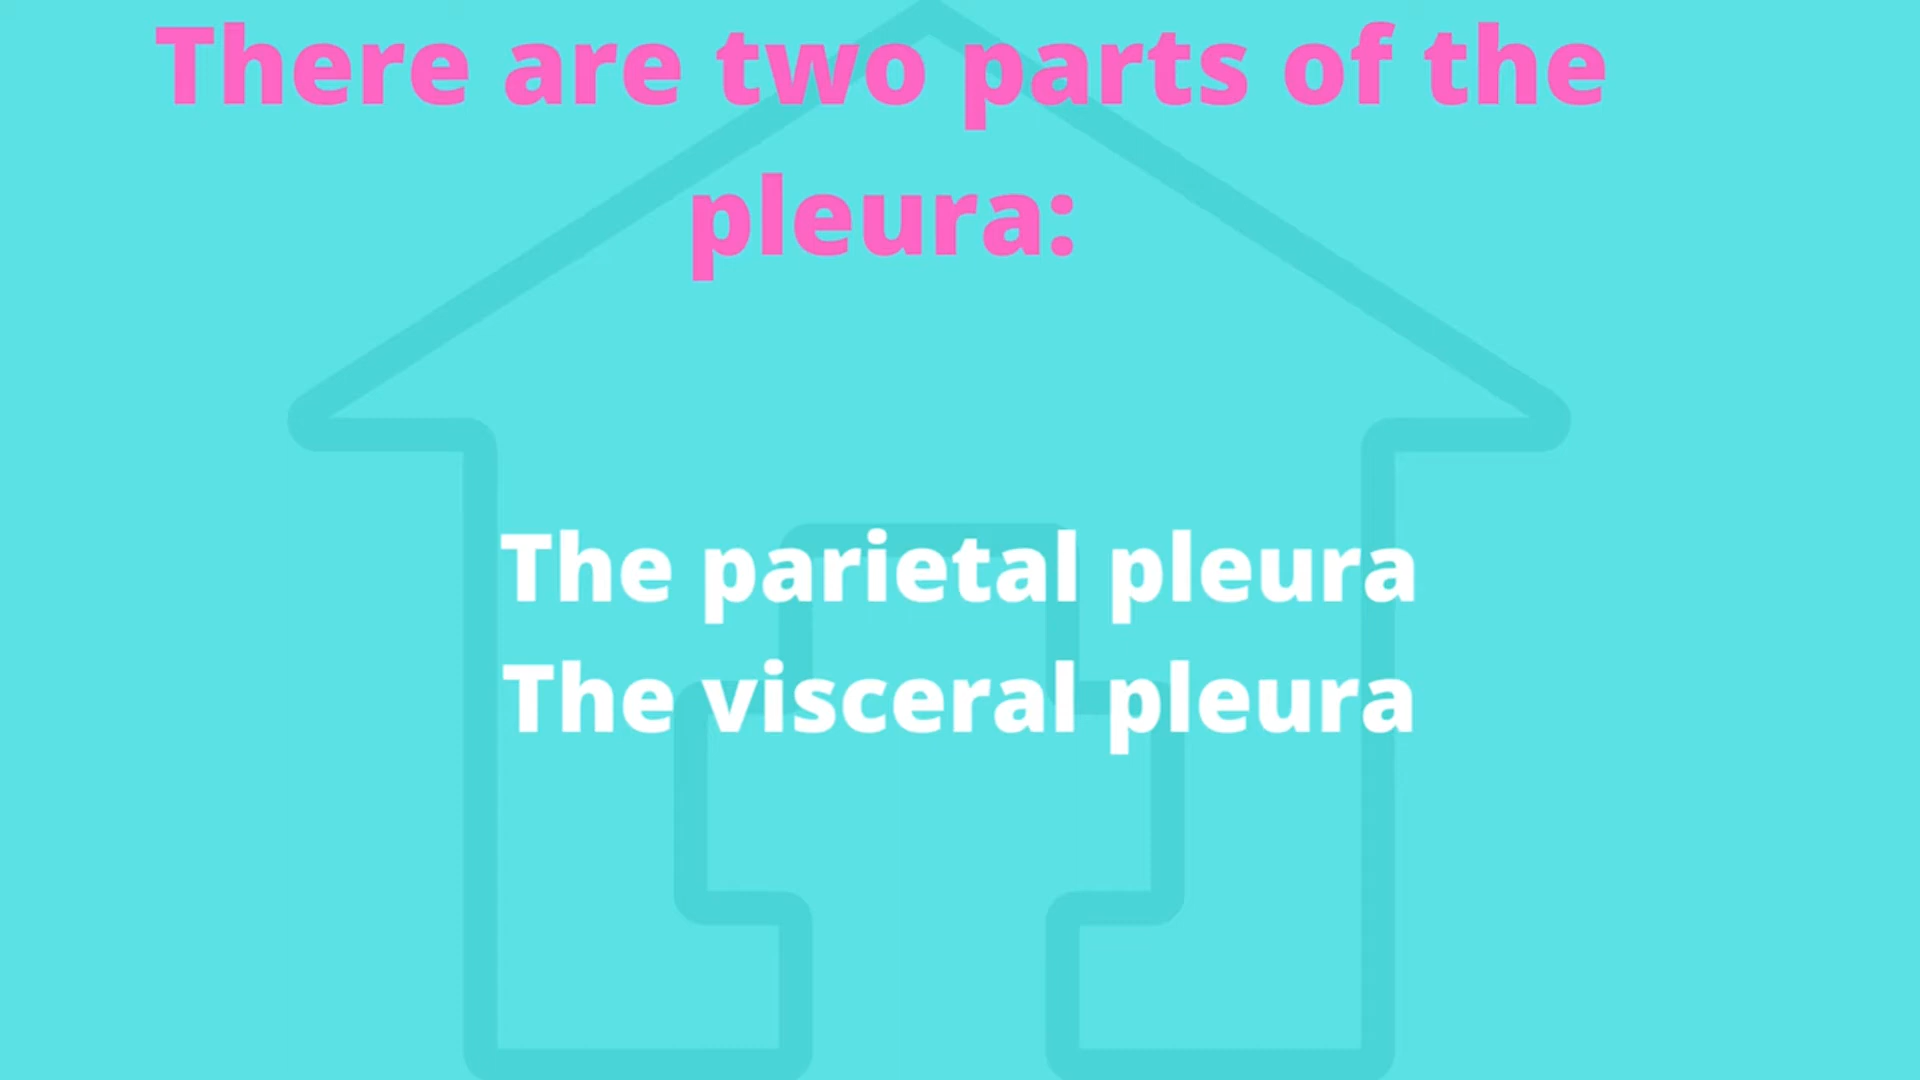 There are two parts of the
pleura:
The parietal pleura
The visceral pleura